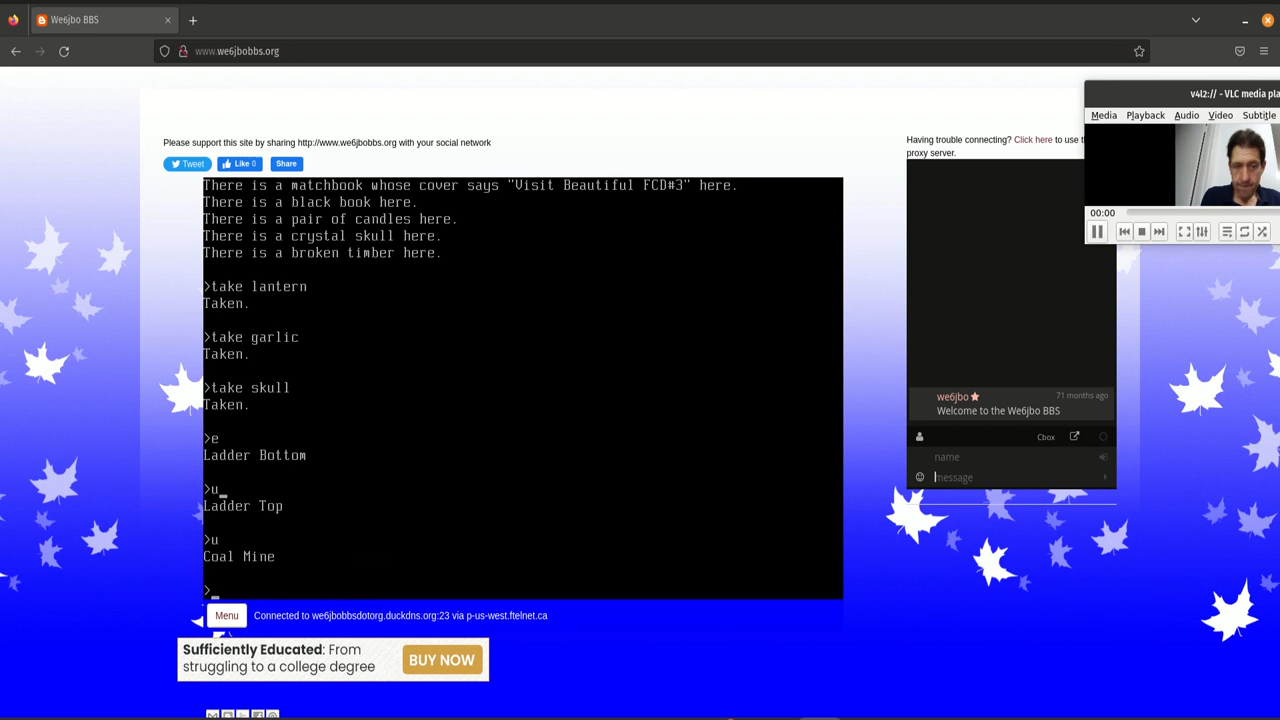 We6jbo BBS
www.we6jbobbs.org
v4l2:// - VLC media pla
Media Playback Audio Video Subtitle
00:00
Please support this site by sharing http://www.we6jbobbs.org with your social network
Tweet Like 0 Share
Having trouble connecting? Click here to use t
proxy server.
There is a matchbook whose cover says "Visit Beautiful FCD#3" here.
There is a black book here.
There is a pair of candles here.
There is a crystal skull here.
There is a broken timber here.
>take lantern
Taken.
>take garlic
Taken.
>take skull
Taken.
>e
Ladder Bottom
>u_
Ladder Top
>u
Coal Mine
>_
we6jbo 71 months ago
Welcome to the We6jbo BBS
Cbox
name
message
Menu Connected to we6jbobbsdotorg.duckdns.org:23 via p-us-west.ftelnet.ca
Sufficiently Educated: From
struggling to a college degree
BUY NOW